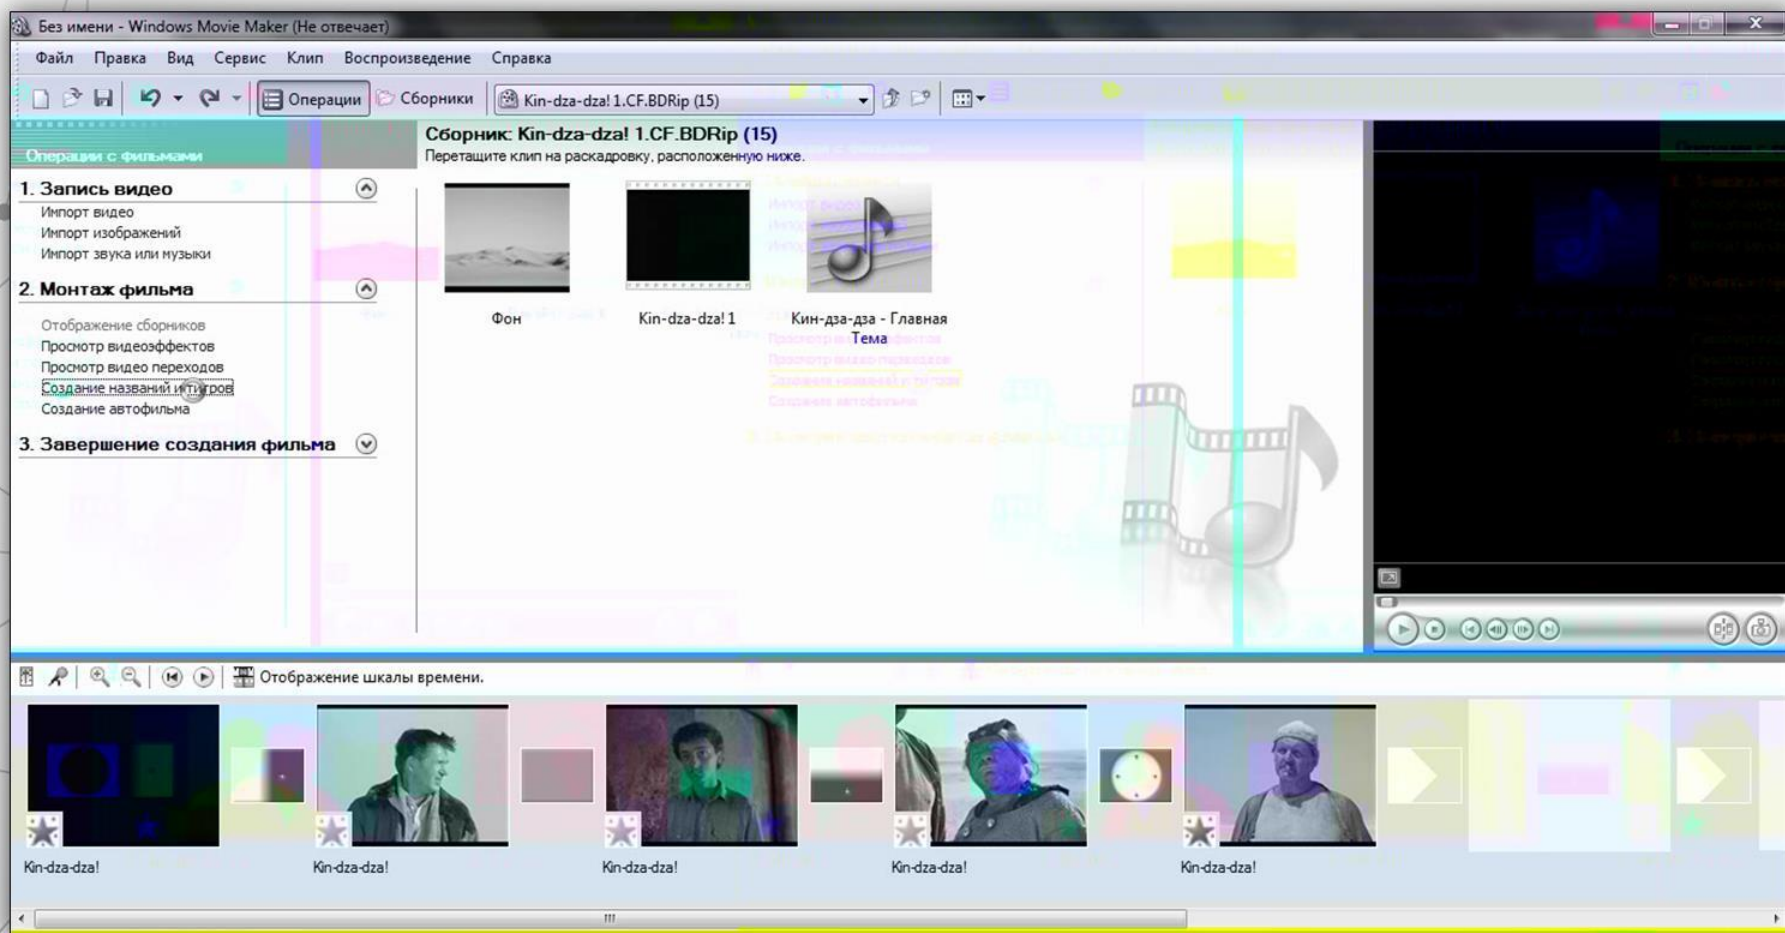 Без имени - Windows Movie Maker (Не отвечает)
Файл Правка Вид Сервис Клип Воспроизведение Справка
Операции Сборники Kin-dza-dza! 1.CF.BDRip (15)
Операции с фильмами
Сборник: Kin-dza-dza! 1.CF.BDRip (15)
Перетащите клип на раскадровку, расположенную ниже.
1. Запись видео
Импорт видео
Импорт изображений
Импорт звука или музыки
2. Монтаж фильма
Отображение сборников
Просмотр видеоэффектов
Просмотр видео переходов
Создание названий и титров
Создание автофильма
3. Завершение создания фильма
Фон
Kin-dza-dza! 1
Кин-дза-дза - Главная
Тема
Отображение шкалы времени.
Kin-dza-dza!
Kin-dza-dza!
Kin-dza-dza!
Kin-dza-dza!
Kin-dza-dza!